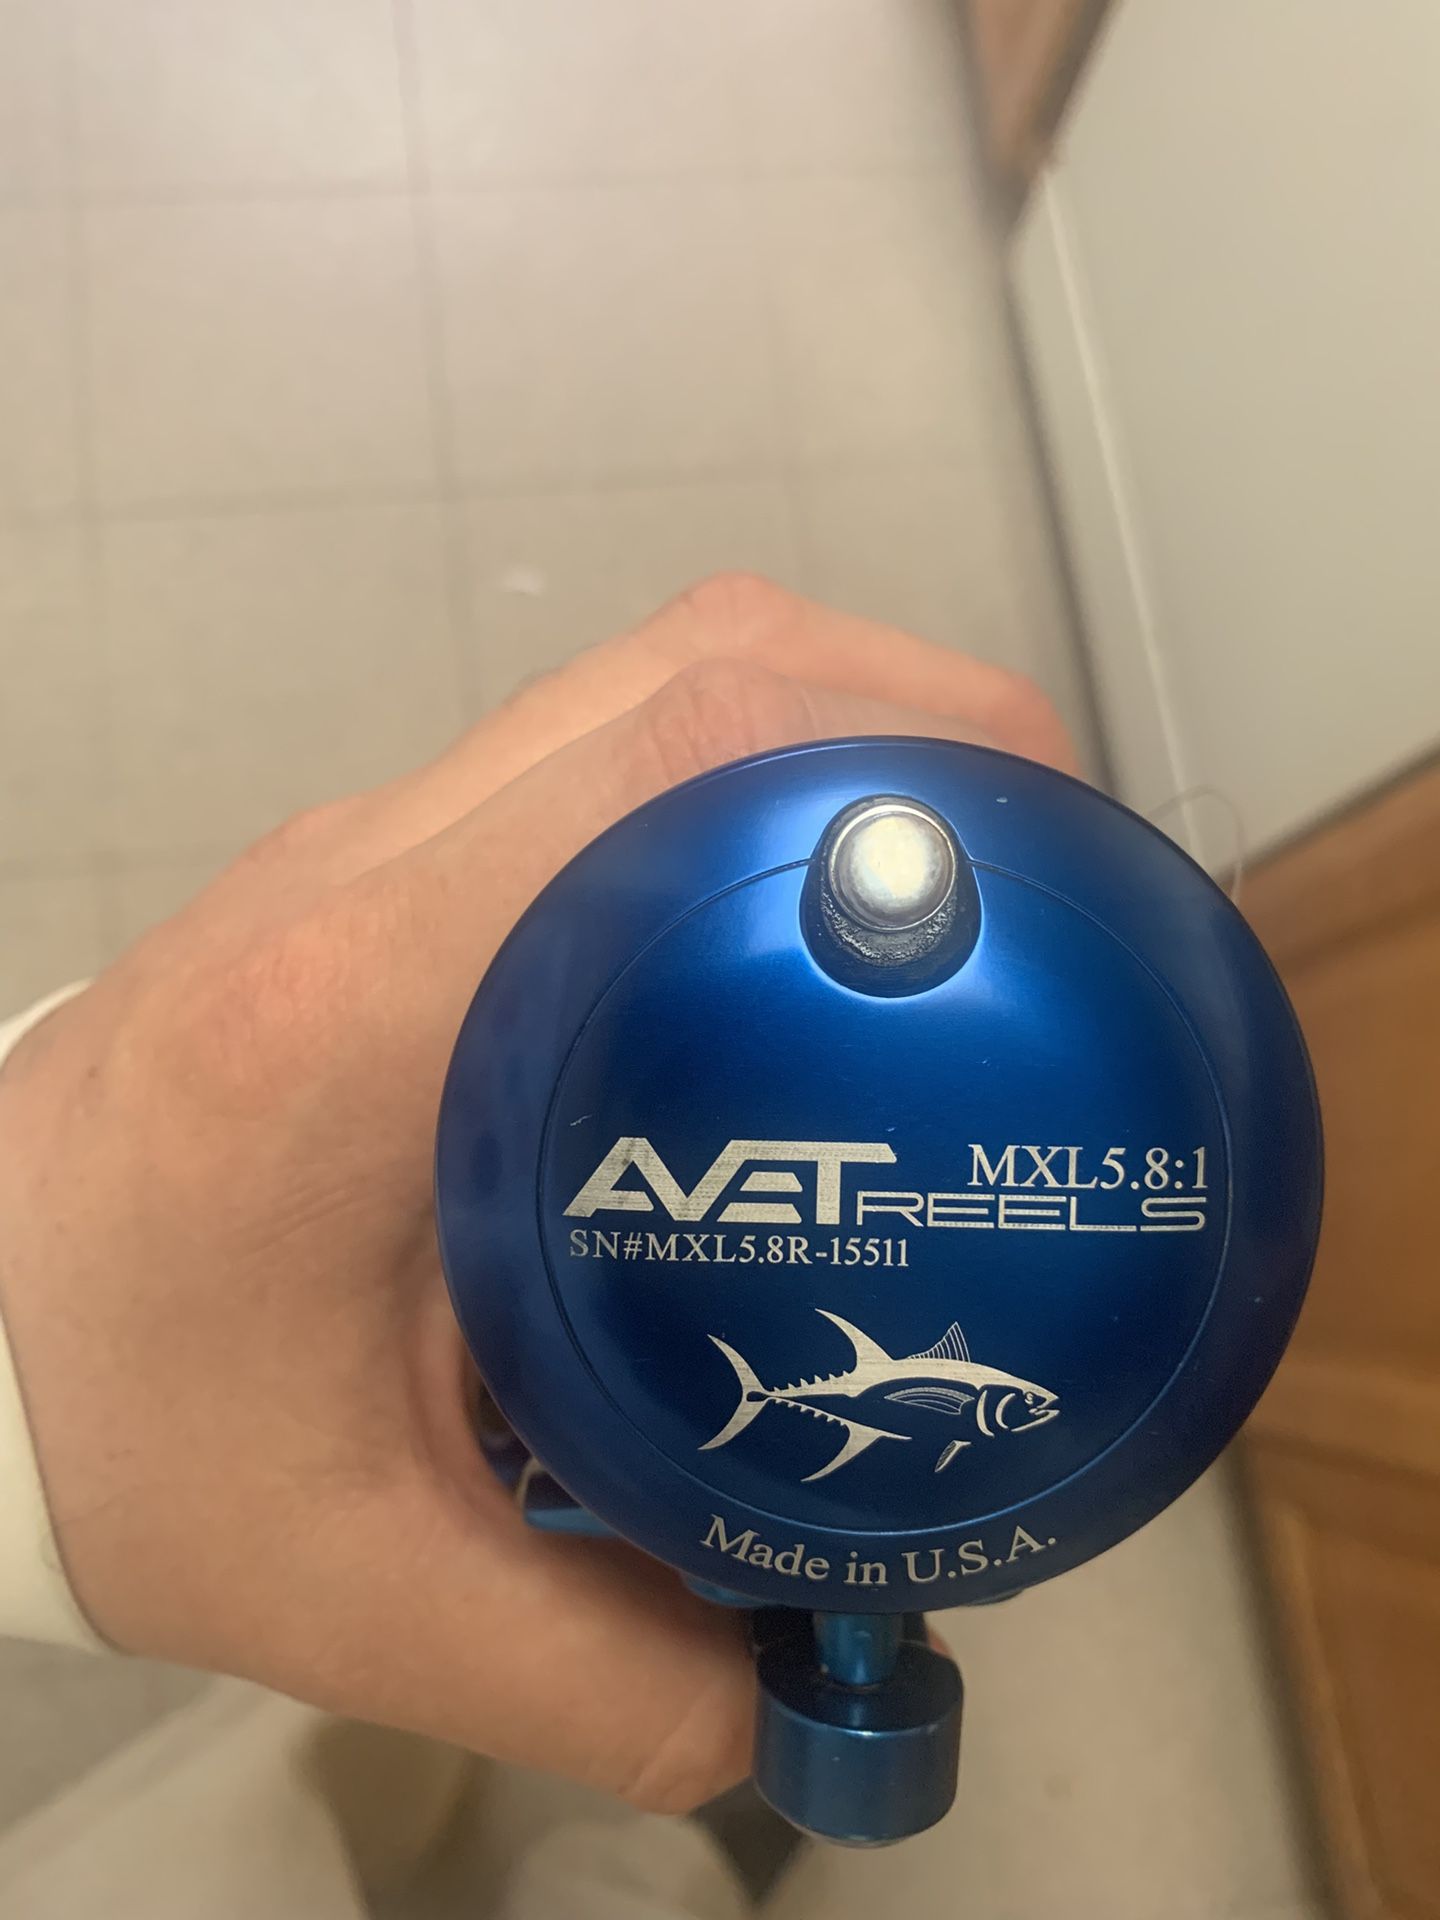 MXL5.8:1
AVET REELS
SN#MXL5.8R-15511
Made in U.S.A.